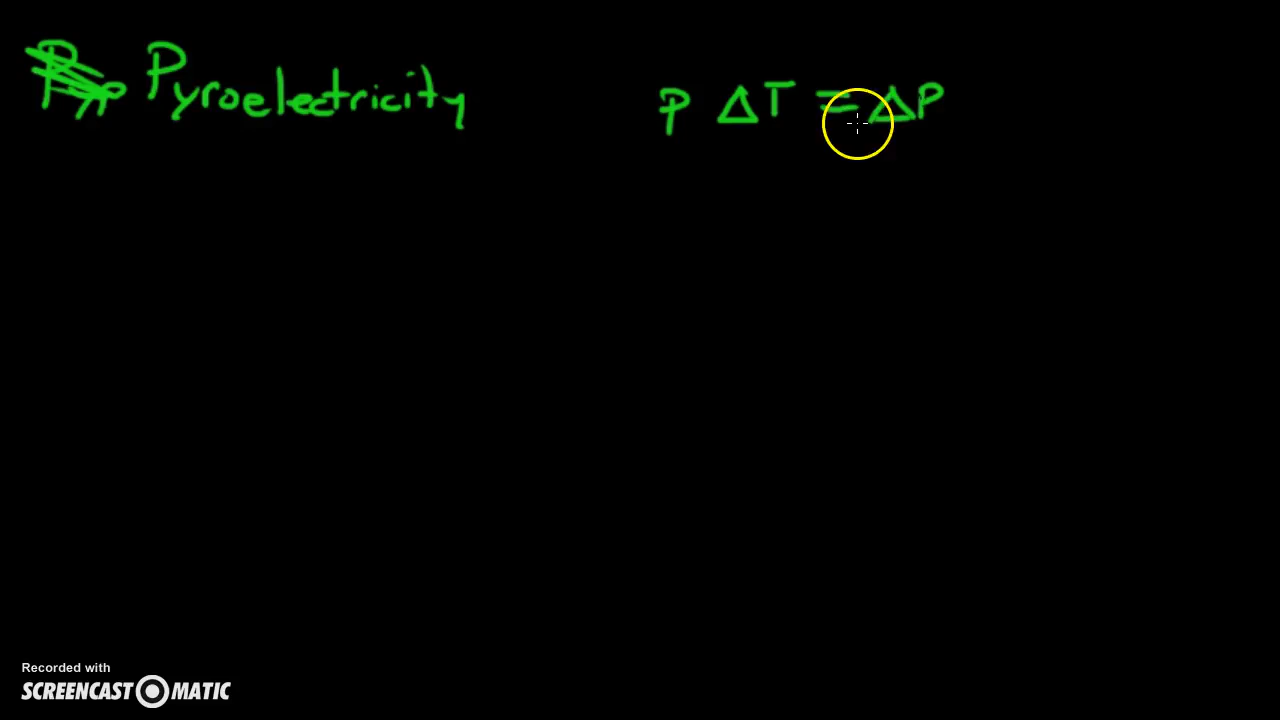 Pyroelectricity
p ΔT = ΔP
Recorded with
SCREENCAST MATIC